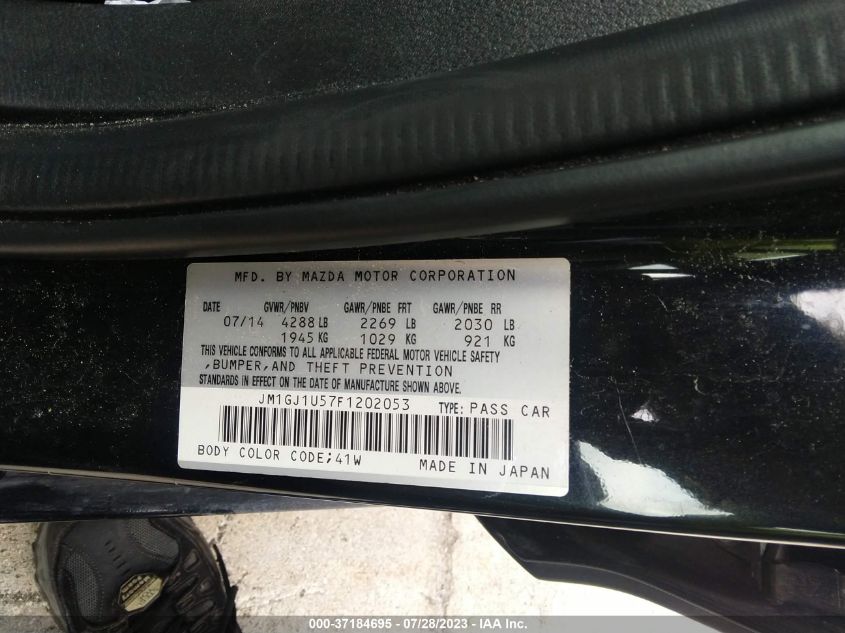 MFD. BY MAZDA MOTOR CORPORATION
DATE GVWR/PNBV GAWR/PNBE FRT GAWR/PNBE RR
07/14 4288 LB 2269 LB 2030 LB
1945 KG 1029 KG 921 KG
THIS VEHICLE CONFORMS TO ALL APPLICABLE FEDERAL MOTOR VEHICLE SAFETY
,BUMPER,AND THEFT PREVENTION
STANDARDS IN EFFECT ON THE DATE OF MANUFACTURE SHOWN ABOVE.
JM1GJ1U57F1202053 TYPE: PASS CAR
BODY COLOR CODE;41W MADE IN JAPAN
000-37184695 - 07/28/2023 - IAA Inc.